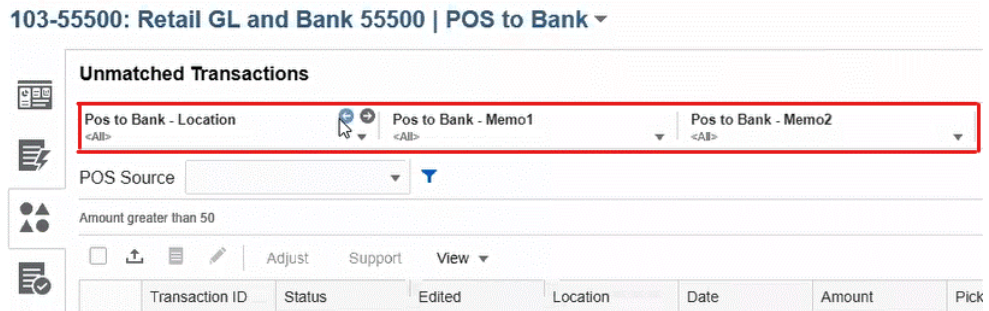 103-55500: Retail GL and Bank 55500 | POS to Bank
Unmatched Transactions
Pos to Bank - Location Pos to Bank - Memo1 Pos to Bank - Memo2
<All> <All> <All>
POS Source
Amount greater than 50
Adjust Support View
Transaction ID Status Edited Location Date Amount Pick